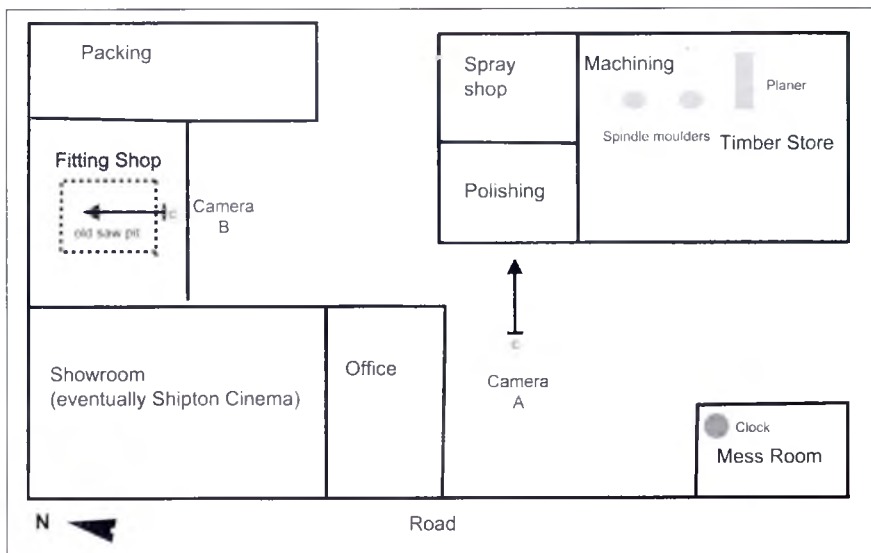 Packing
Spray
shop
Machining
Planer
Spindle moulders
Timber Store
Fitting Shop
Camera
B
c
old saw pit
Polishing
Showroom
(eventually Shipton Cinema)
Office
c
Camera
A
Clock
Mess Room
N
Road